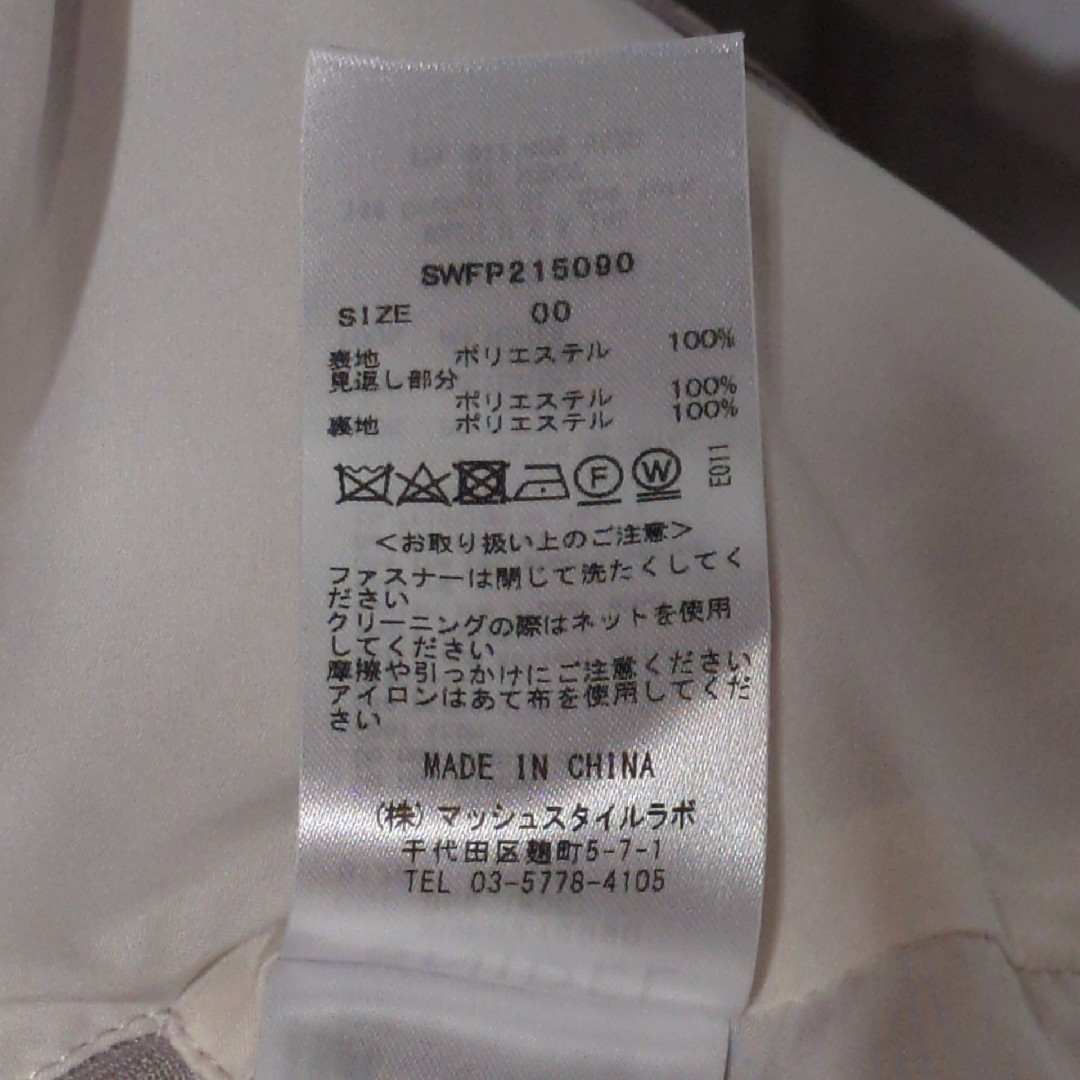 SWFP215090
SIZE 00
表地 ポリエステル 100%
見返し部分
ポリエステル 100%
裏地 ポリエステル 100%
F W E011
<お取り扱い上のご注意>
ファスナーは閉じて洗たくしてく
ださい
クリーニングの際はネットを使用
してください
摩擦や引っかけにご注意ください
アイロンはあて布を使用してくだ
さい
MADE IN CHINA
(株)マッシュスタイルラボ
千代田区麹町5-7-1
TEL 03-5778-4105